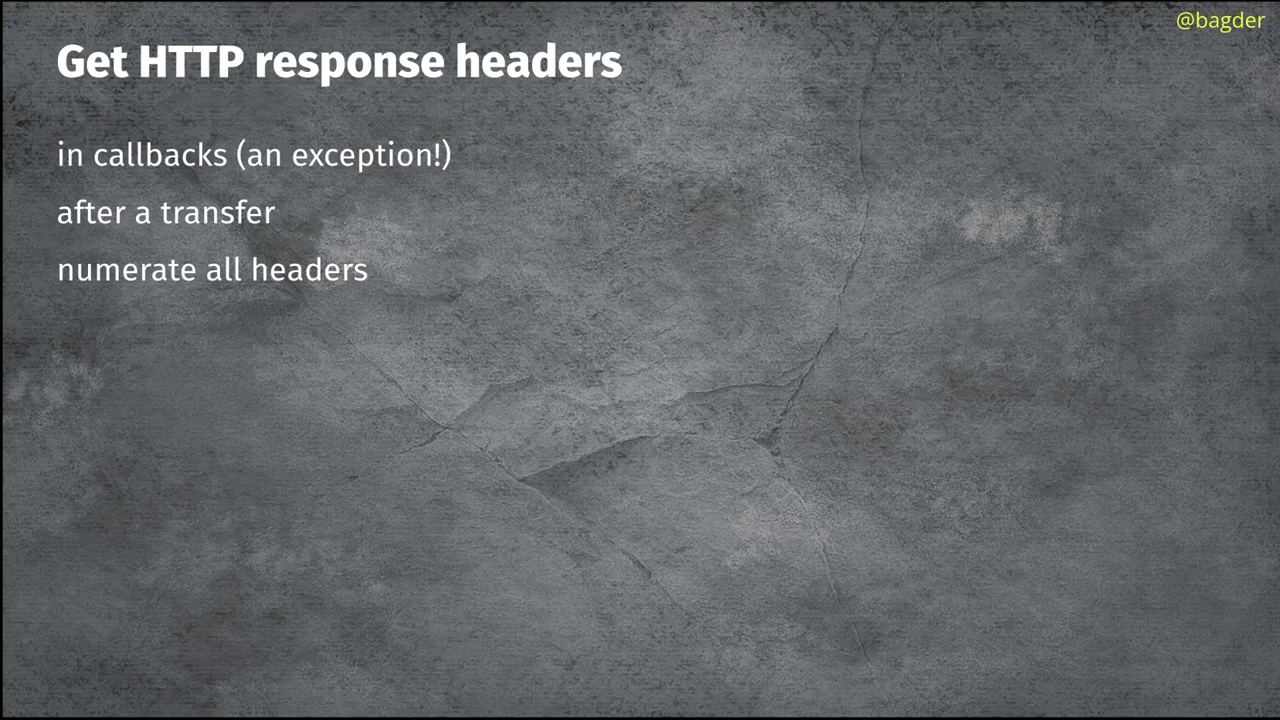 @bagder
Get HTTP response headers
in callbacks (an exception!)
after a transfer
numerate all headers